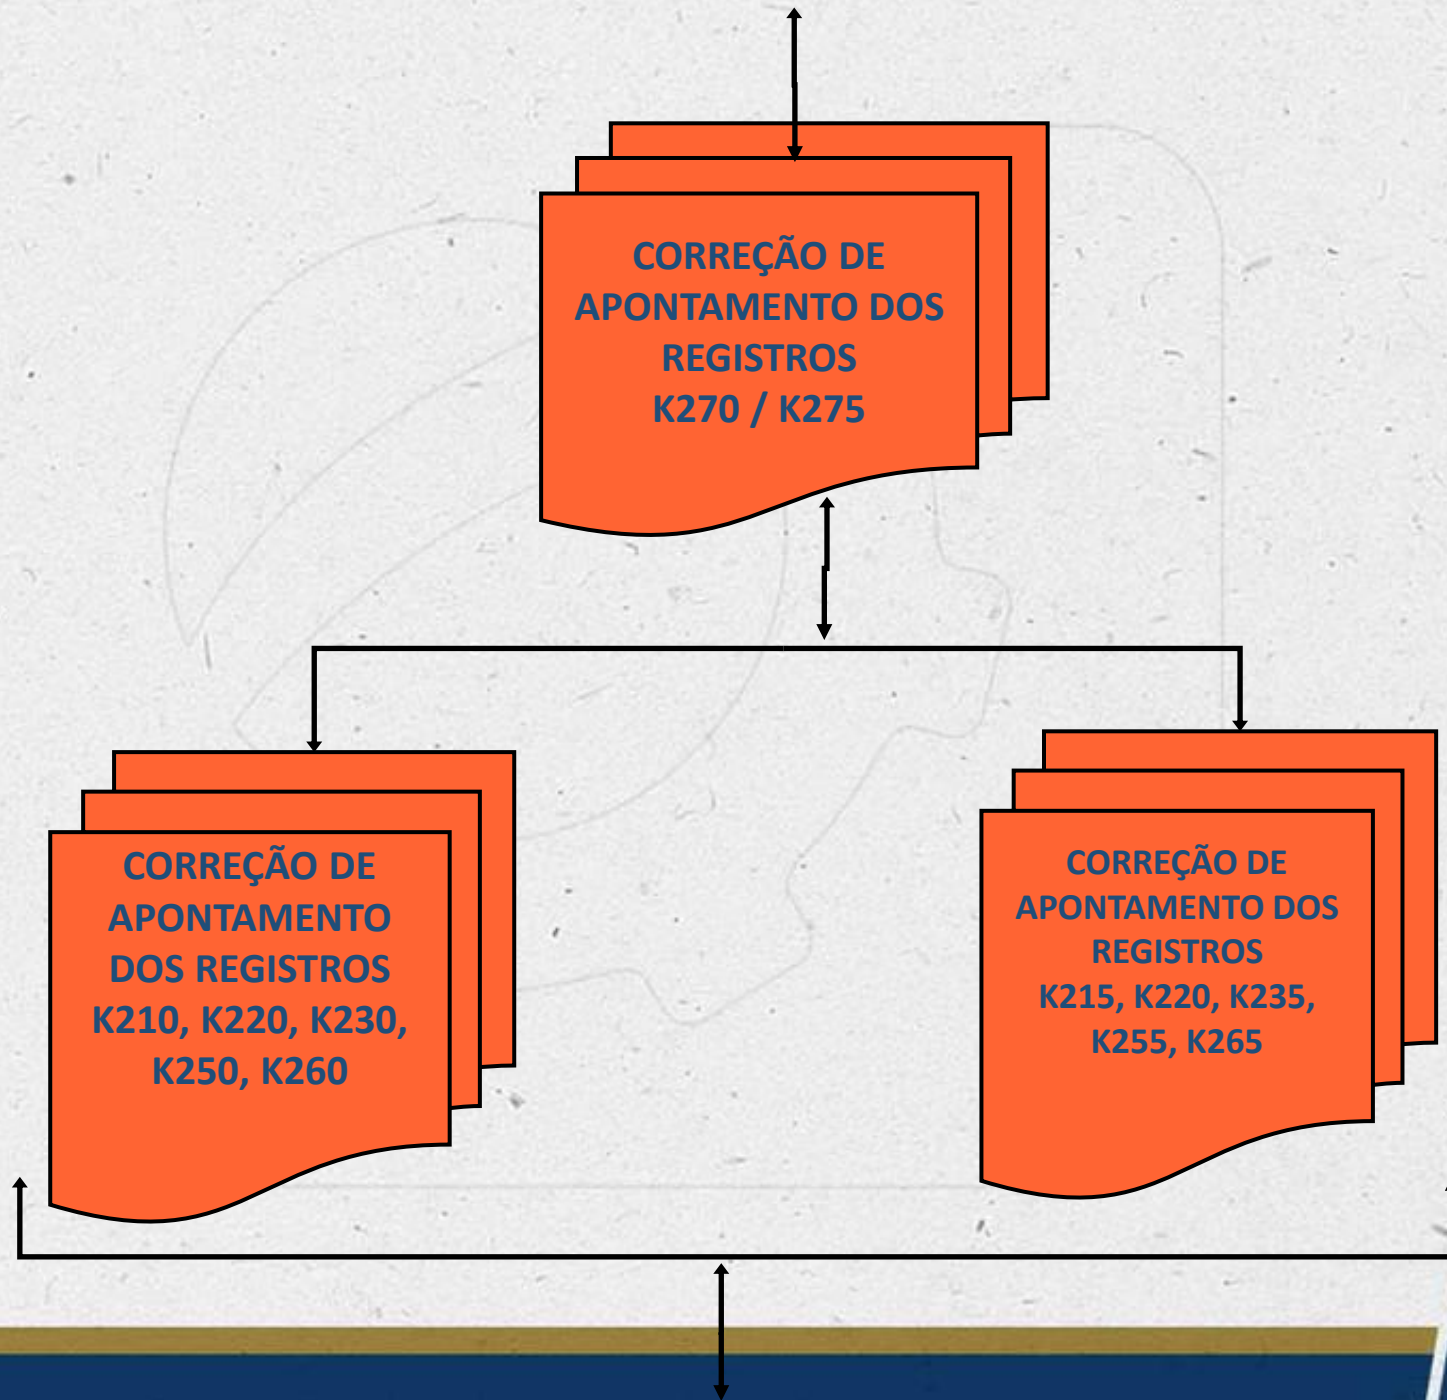 CORREÇÃO DE
APONTAMENTO DOS
REGISTROS
K270 / K275
CORREÇÃO DE
APONTAMENTO
DOS REGISTROS
K210, K220, K230,
K250, K260
CORREÇÃO DE
APONTAMENTO DOS
REGISTROS
K215, K220, K235,
K255, K265